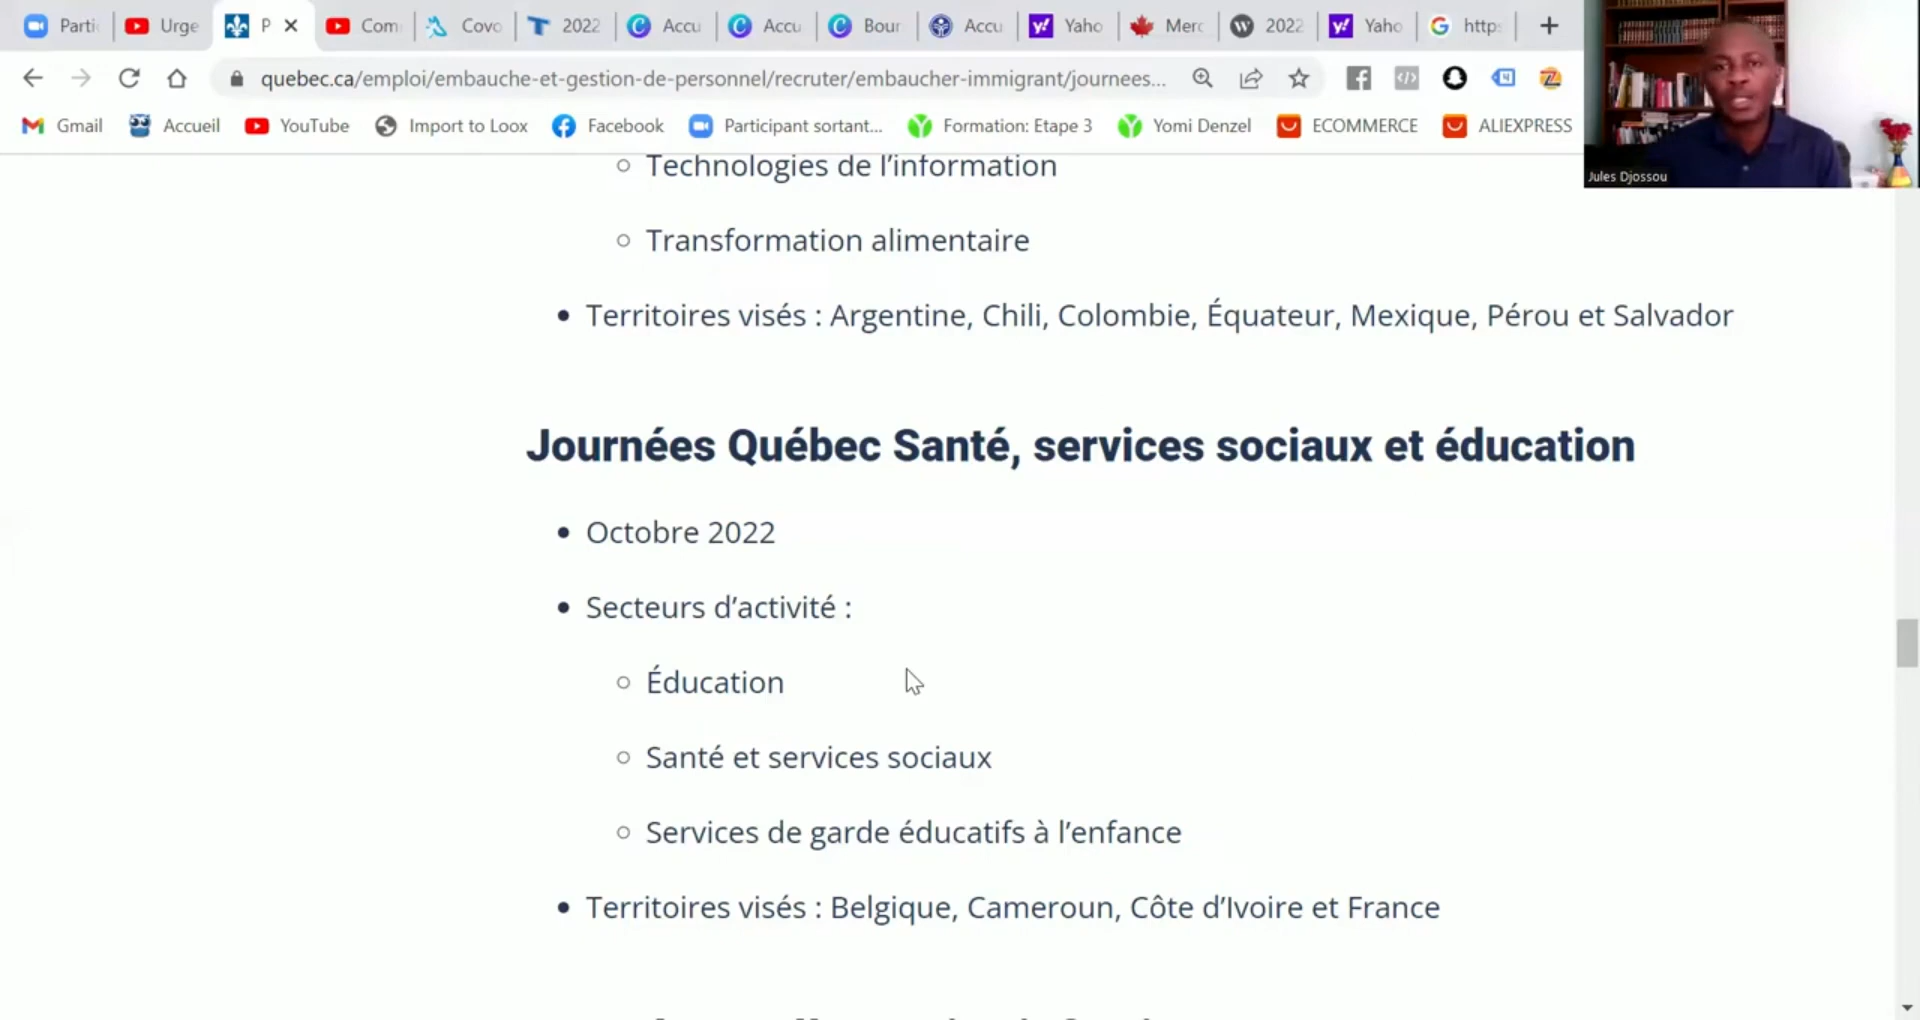 Parti
Urge
P
Com
Covo
2022
Accu
Accu
Bour
Accu
Yaho
Merc
2022
Yaho
http
quebec.ca/emploi/embauche-et-gestion-de-personnel/recruter/embaucher-immigrant/journees...
Gmail
Accueil
YouTube
Import to Loox
Facebook
Participant sortant...
Formation: Etape 3
Yomi Denzel
ECOMMERCE
ALIEXPRESS
Jules Djossou
Technologies de l’information
Transformation alimentaire
Territoires visés : Argentine, Chili, Colombie, Équateur, Mexique, Pérou et Salvador
Journées Québec Santé, services sociaux et éducation
Octobre 2022
Secteurs d’activité :
Éducation
Santé et services sociaux
Services de garde éducatifs à l’enfance
Territoires visés : Belgique, Cameroun, Côte d’Ivoire et France